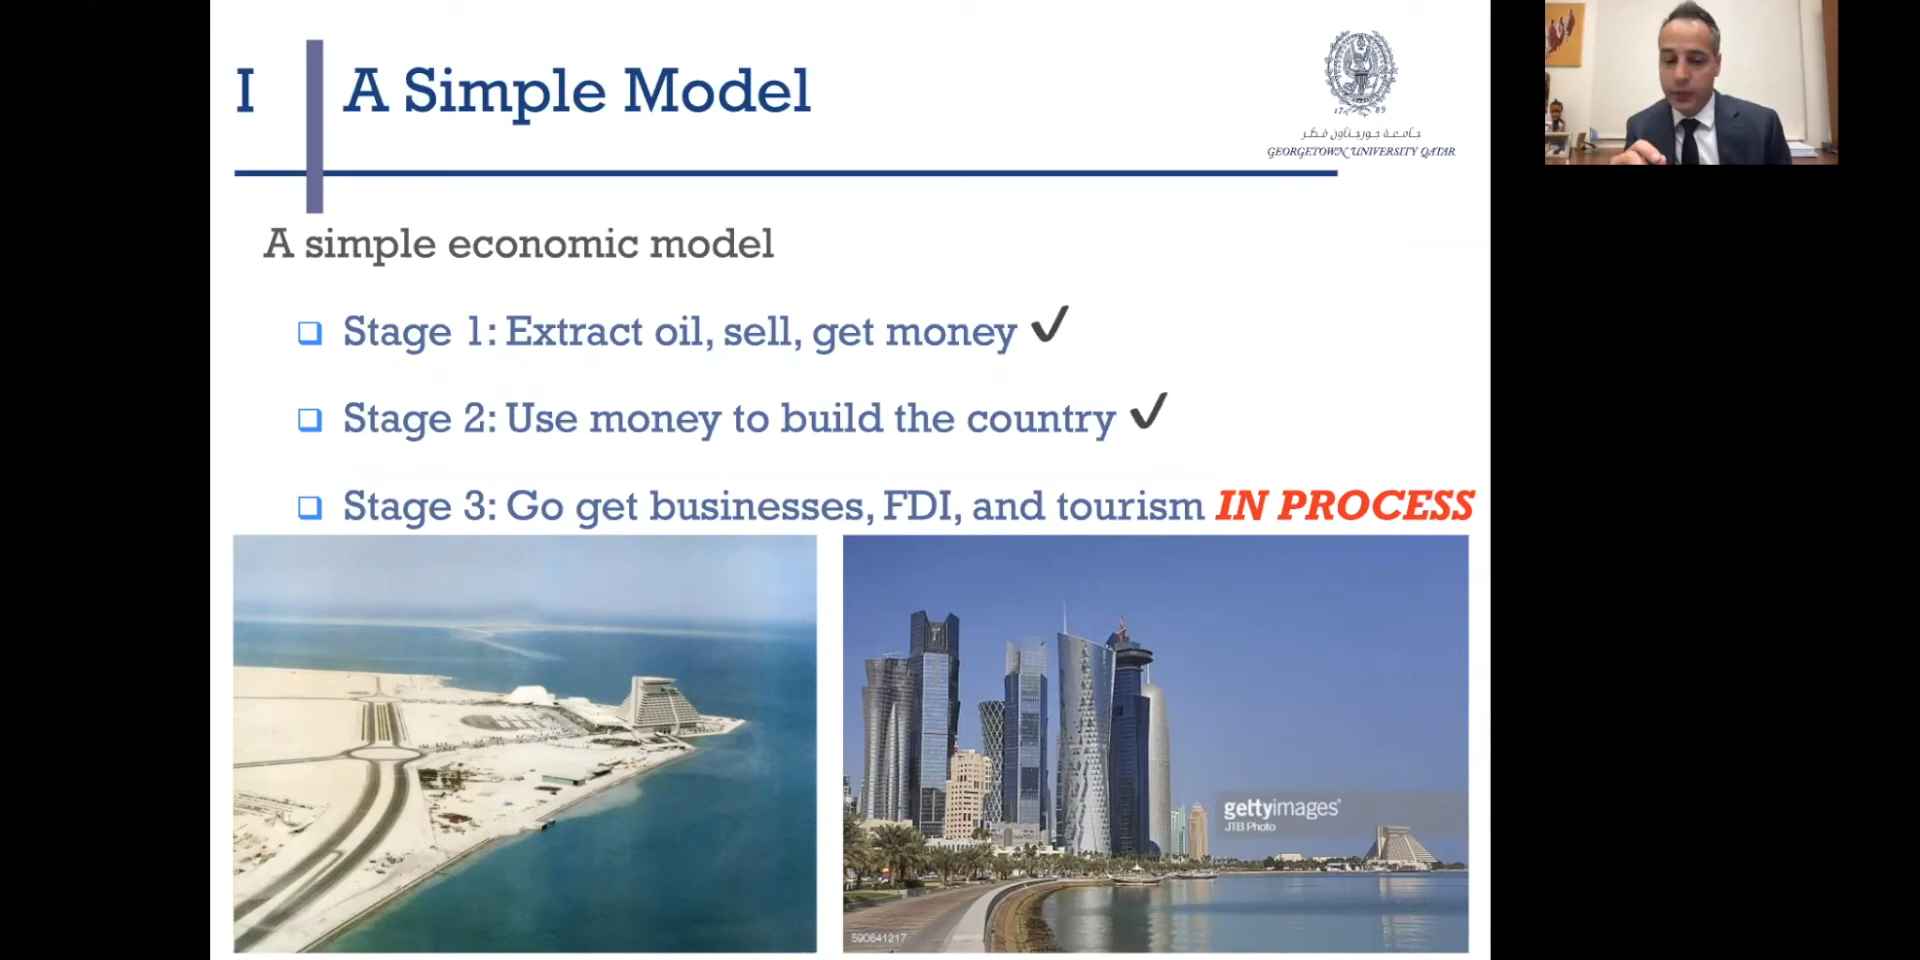 I
A Simple Model
17 89
جامعة جورجتاون قطر
GEORGETOWN UNIVERSITY QATAR
A simple economic model
Stage 1: Extract oil, sell, get money ✓
Stage 2: Use money to build the country ✓
Stage 3: Go get businesses, FDI, and tourism IN PROCESS
gettyimages®
JTB Photo
590641217